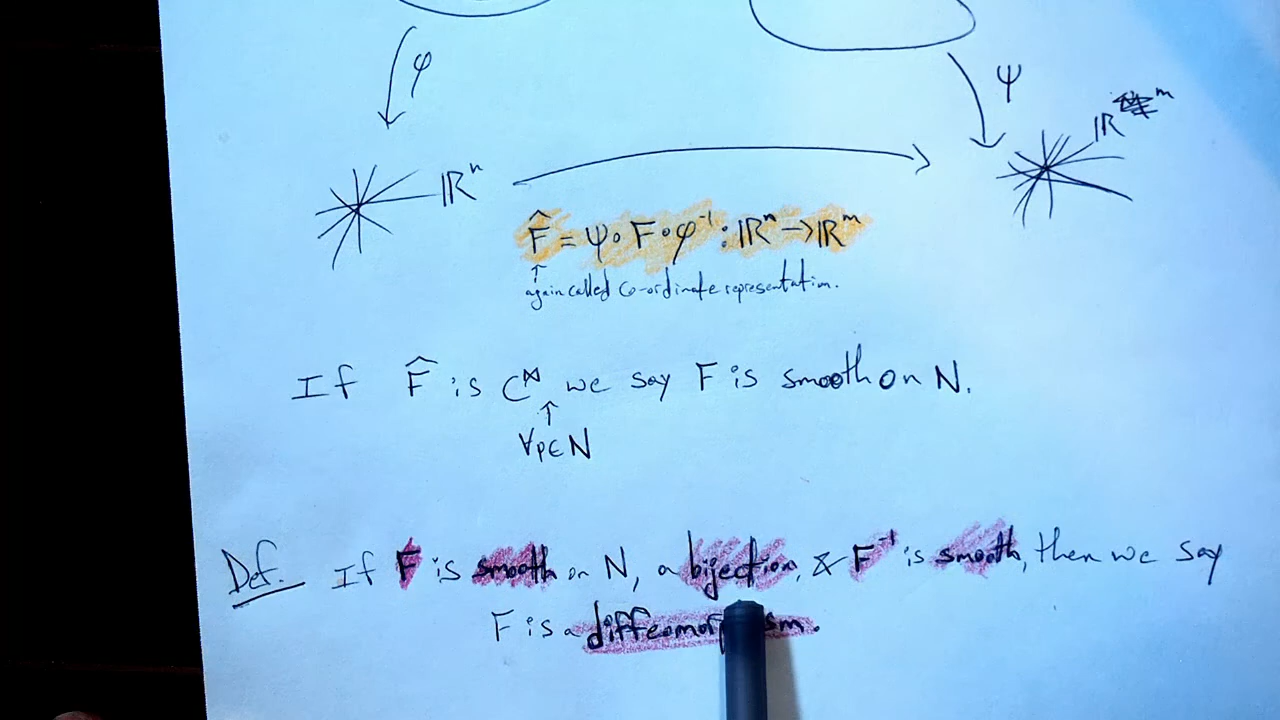 φ
ψ
ℝⁿ
ℝᵐ
F̂ = ψ∘F∘φ⁻¹ : ℝⁿ → ℝᵐ
↑
again called co-ordinate representation.
If F̂ is C^∞ we say F is smooth on N.
↑
∀p∈N
Def. If F is smooth on N, a bijection, & F⁻¹ is smooth, then we say
F is a diffeomorphism.